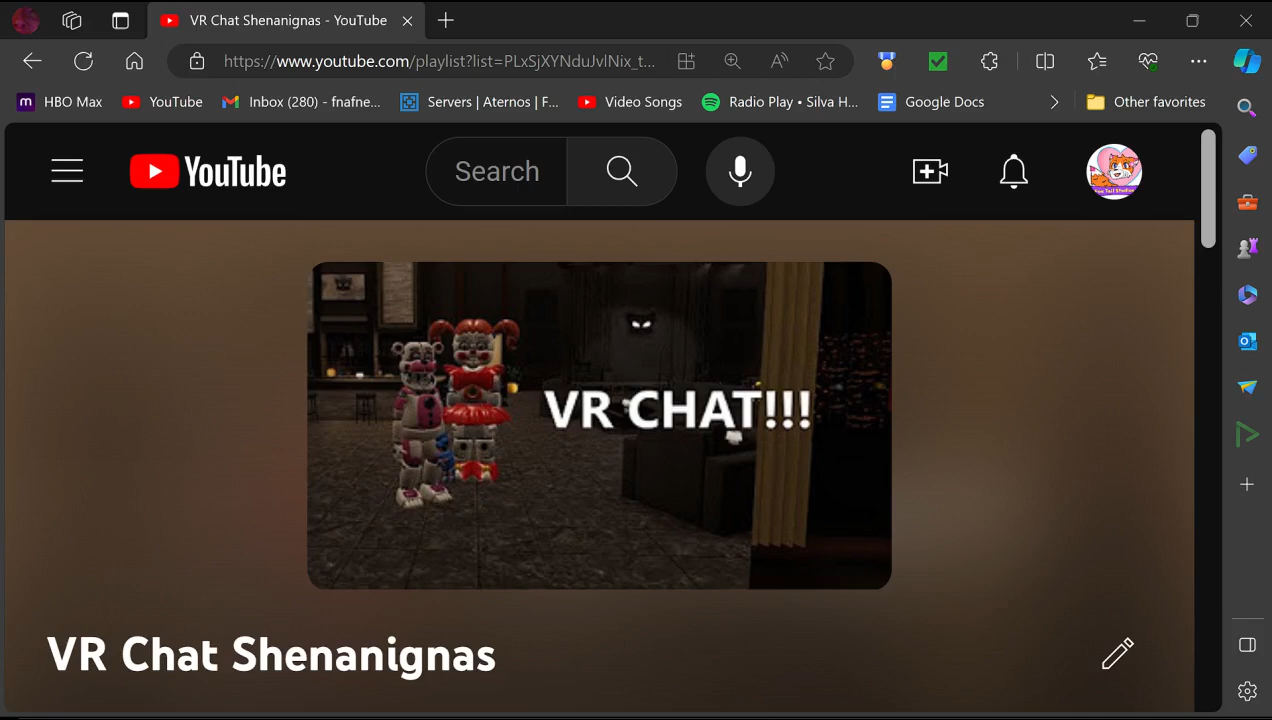 VR Chat Shenanignas - YouTube
https://www.youtube.com/playlist?list=PLxSjXYNduJvlNix_t...
HBO Max YouTube Inbox (280) - fnafne... Servers | Aternos | F... Video Songs Radio Play • Silva H... Google Docs Other favorites
YouTube Search
VR CHAT!!!
VR Chat Shenanignas